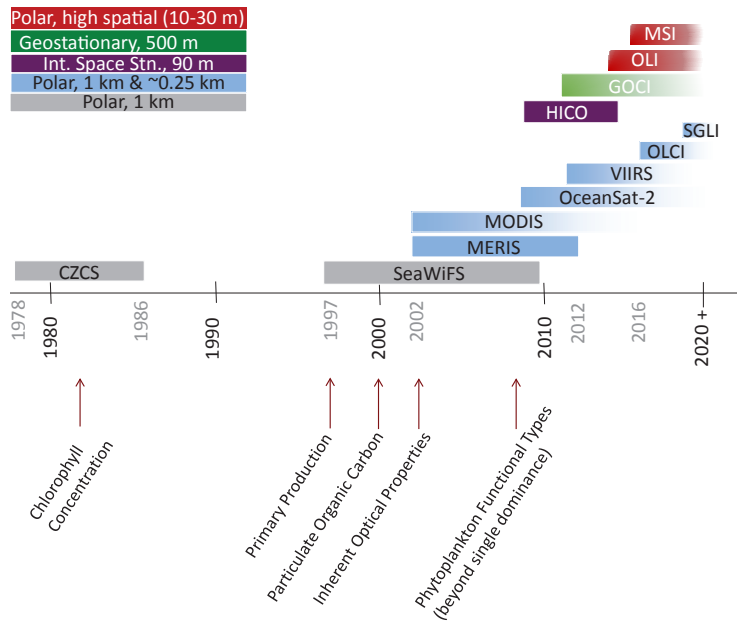 Polar, high spatial (10-30 m)
Geostationary, 500 m
Int. Space Stn., 90 m
Polar, 1 km & ~0.25 km
Polar, 1 km
MSI
OLI
GOCI
HICO
SGLI
OLCI
VIIRS
OceanSat-2
MODIS
MERIS
CZCS
SeaWiFS
1978
1980
1986
1990
1997
2000
2002
2010
2012
2016
2020 +
Chlorophyll
Concentration
Primary Production
Particulate Organic Carbon
Inherent Optical Properties
Phytoplankton Functional Types
(beyond single dominance)